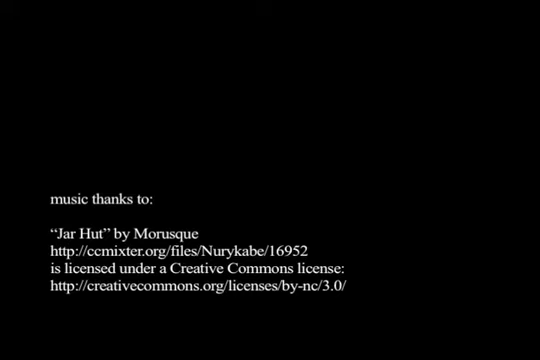 music thanks to:
“Jar Hut” by Morusque
http://ccmixter.org/files/Nurykabe/16952
is licensed under a Creative Commons license:
http://creativecommons.org/licenses/by-nc/3.0/